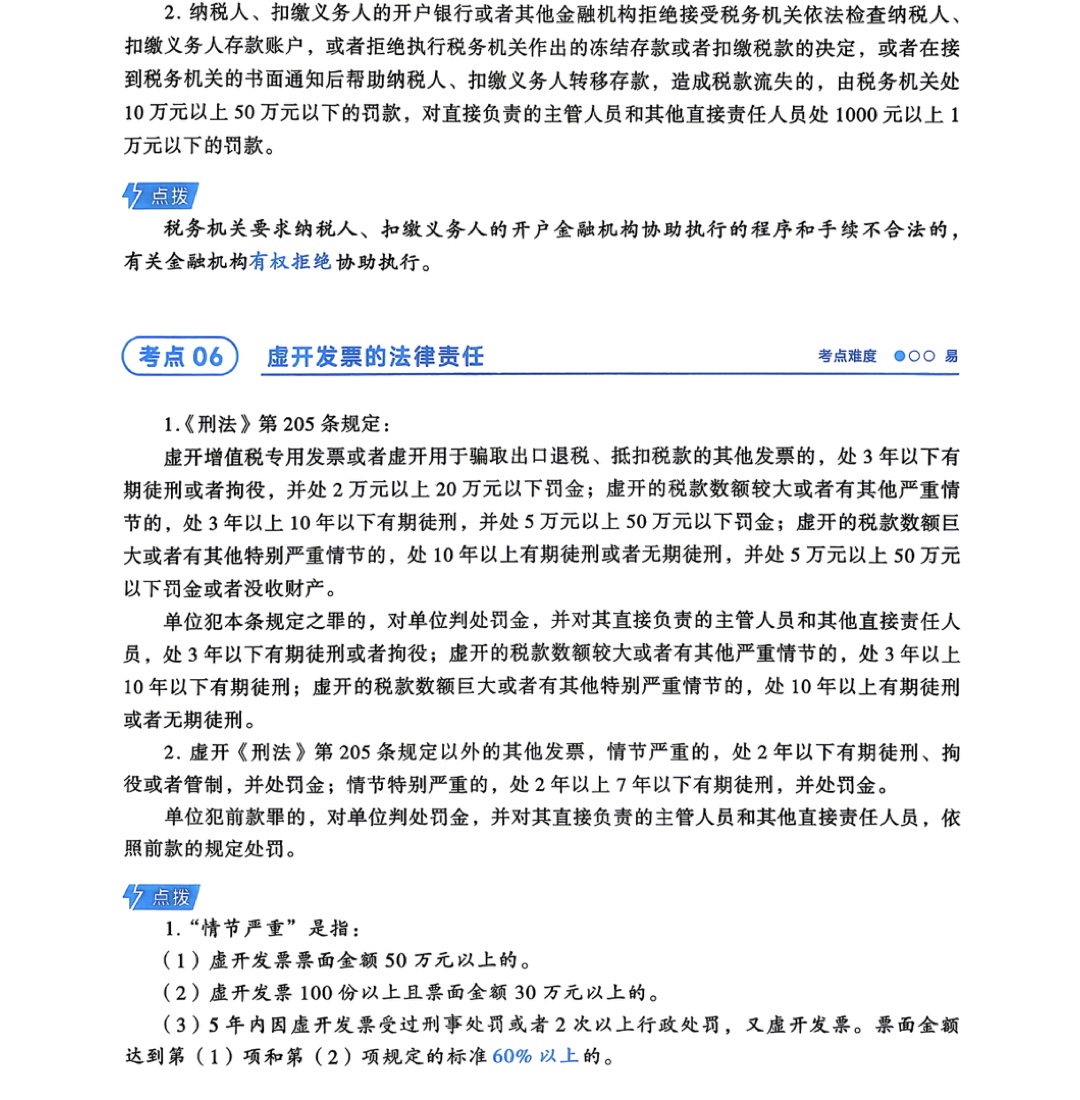 2. 纳税人、扣缴义务人的开户银行或者其他金融机构拒绝接受税务机关依法检查纳税人、
扣缴义务人存款账户，或者拒绝执行税务机关作出的冻结存款或者扣缴税款的决定，或者在接
到税务机关的书面通知后帮助纳税人、扣缴义务人转移存款，造成税款流失的，由税务机关处
10 万元以上 50 万元以下的罚款，对直接负责的主管人员和其他直接责任人员处 1000 元以上 1
万元以下的罚款。
点拨
税务机关要求纳税人、扣缴义务人的开户金融机构协助执行的程序和手续不合法的，
有关金融机构有权拒绝协助执行。
考点 06 虚开发票的法律责任 考点难度 ●○○ 易
1.《刑法》第 205 条规定：
虚开增值税专用发票或者虚开用于骗取出口退税、抵扣税款的其他发票的，处 3 年以下有
期徒刑或者拘役，并处 2 万元以上 20 万元以下罚金；虚开的税款数额较大或者有其他严重情
节的，处 3 年以上 10 年以下有期徒刑，并处 5 万元以上 50 万元以下罚金；虚开的税款数额巨
大或者有其他特别严重情节的，处 10 年以上有期徒刑或者无期徒刑，并处 5 万元以上 50 万元
以下罚金或者没收财产。
单位犯本条规定之罪的，对单位判处罚金，并对其直接负责的主管人员和其他直接责任人
员，处 3 年以下有期徒刑或者拘役；虚开的税款数额较大或者有其他严重情节的，处 3 年以上
10 年以下有期徒刑；虚开的税款数额巨大或者有其他特别严重情节的，处 10 年以上有期徒刑
或者无期徒刑。
2. 虚开《刑法》第 205 条规定以外的其他发票，情节严重的，处 2 年以下有期徒刑、拘
役或者管制，并处罚金；情节特别严重的，处 2 年以上 7 年以下有期徒刑，并处罚金。
单位犯前款罪的，对单位判处罚金，并对其直接负责的主管人员和其他直接责任人员，依
照前款的规定处罚。
点拨
1.“情节严重”是指：
（1）虚开发票票面金额 50 万元以上的。
（2）虚开发票 100 份以上且票面金额 30 万元以上的。
（3）5 年内因虚开发票受过刑事处罚或者 2 次以上行政处罚，又虚开发票。票面金额
达到第（1）项和第（2）项规定的标准 60% 以上的。